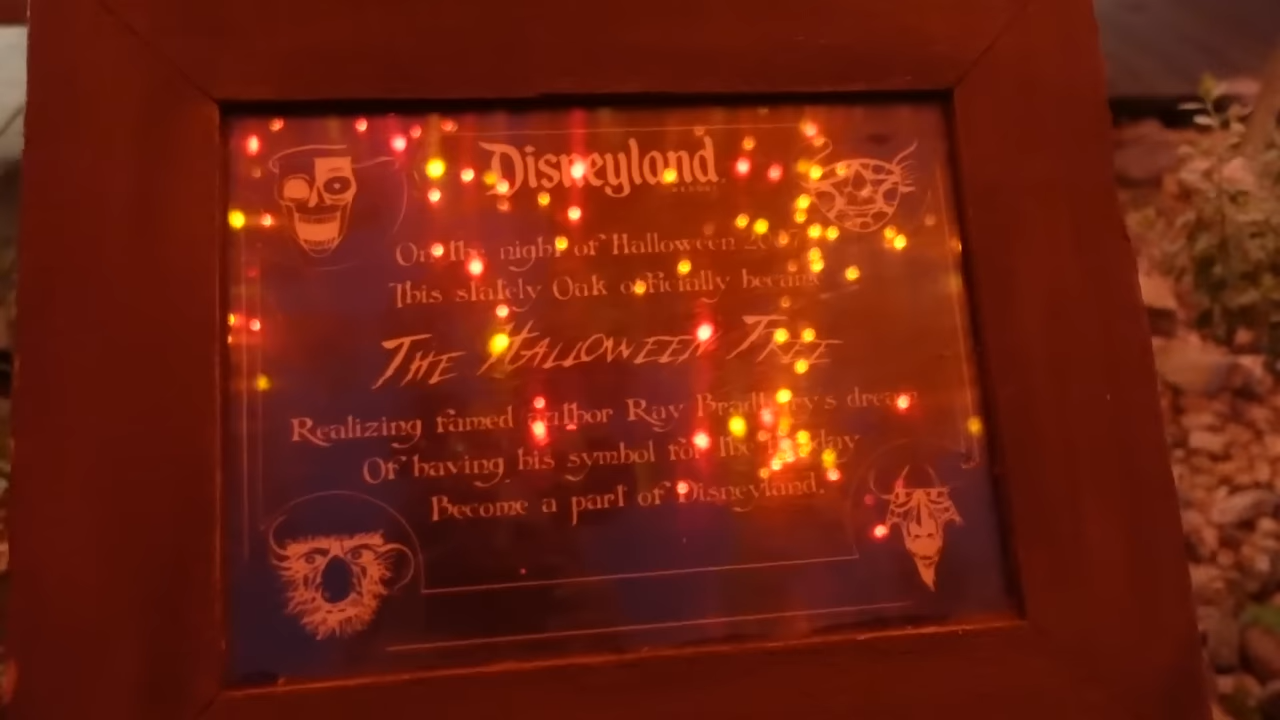 Disneyland
On the night of Halloween 2007
This stately Oak officially became
THE HALLOWEEN TREE
Realizing famed author Ray Bradbury's dream
Of having his symbol for the holiday
Become a part of Disneyland.